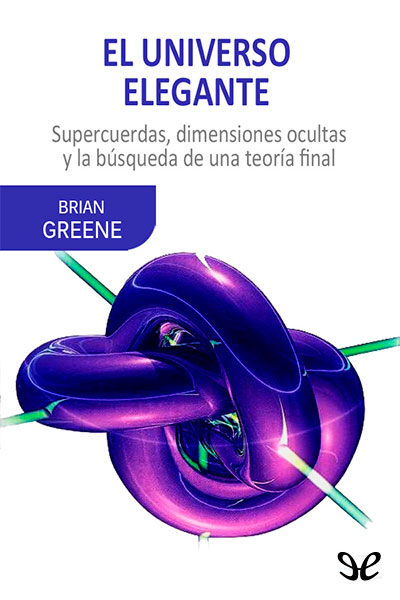 EL UNIVERSO
ELEGANTE
Supercuerdas, dimensiones ocultas
y la búsqueda de una teoría final
BRIAN
GREENE